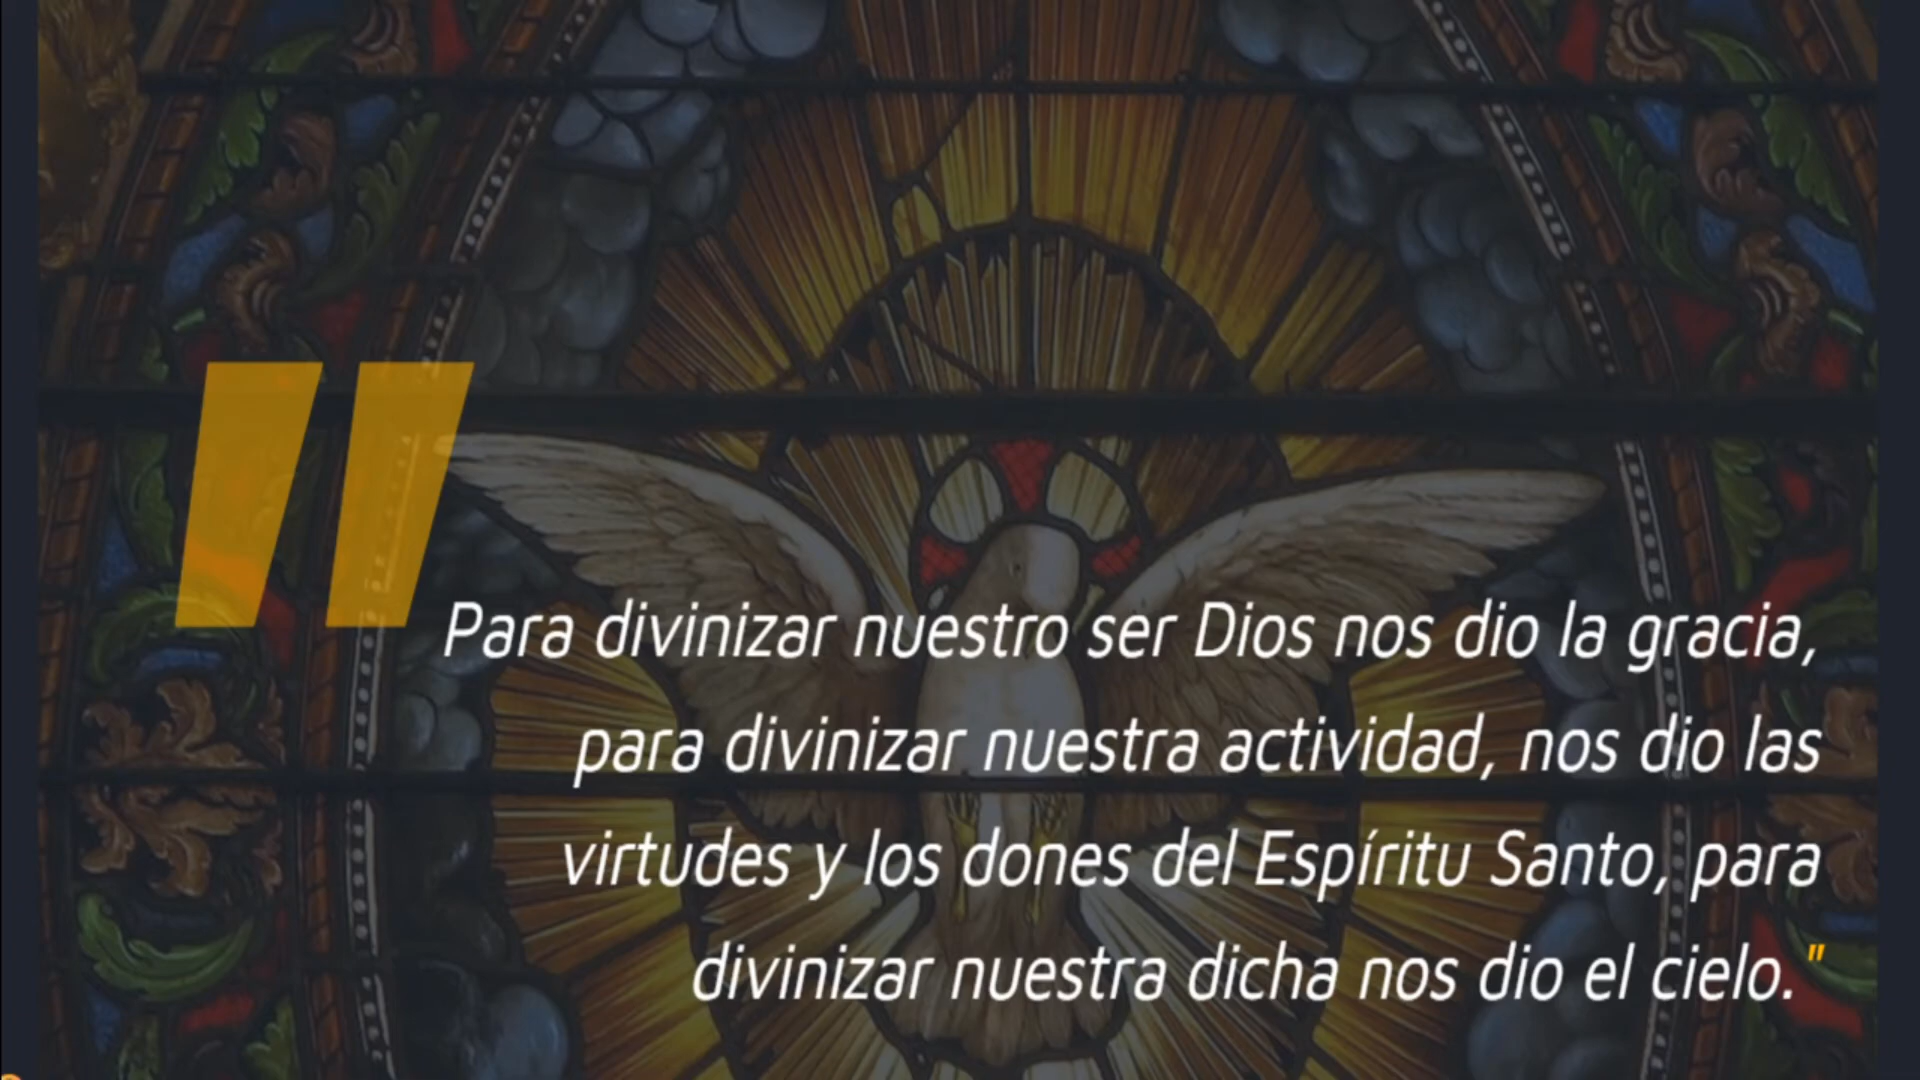 "Para divinizar nuestro ser Dios nos dio la gracia,
para divinizar nuestra actividad, nos dio las
virtudes y los dones del Espíritu Santo, para
divinizar nuestra dicha nos dio el cielo."